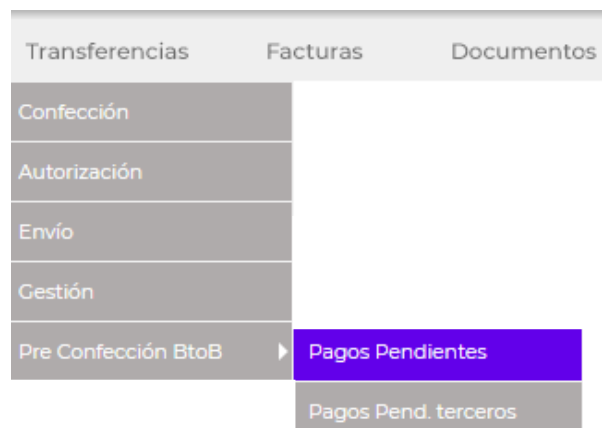 Transferencias Facturas Documentos
Confección
Autorización
Envío
Gestión
Pre Confección BtoB Pagos Pendientes
Pagos Pend. terceros